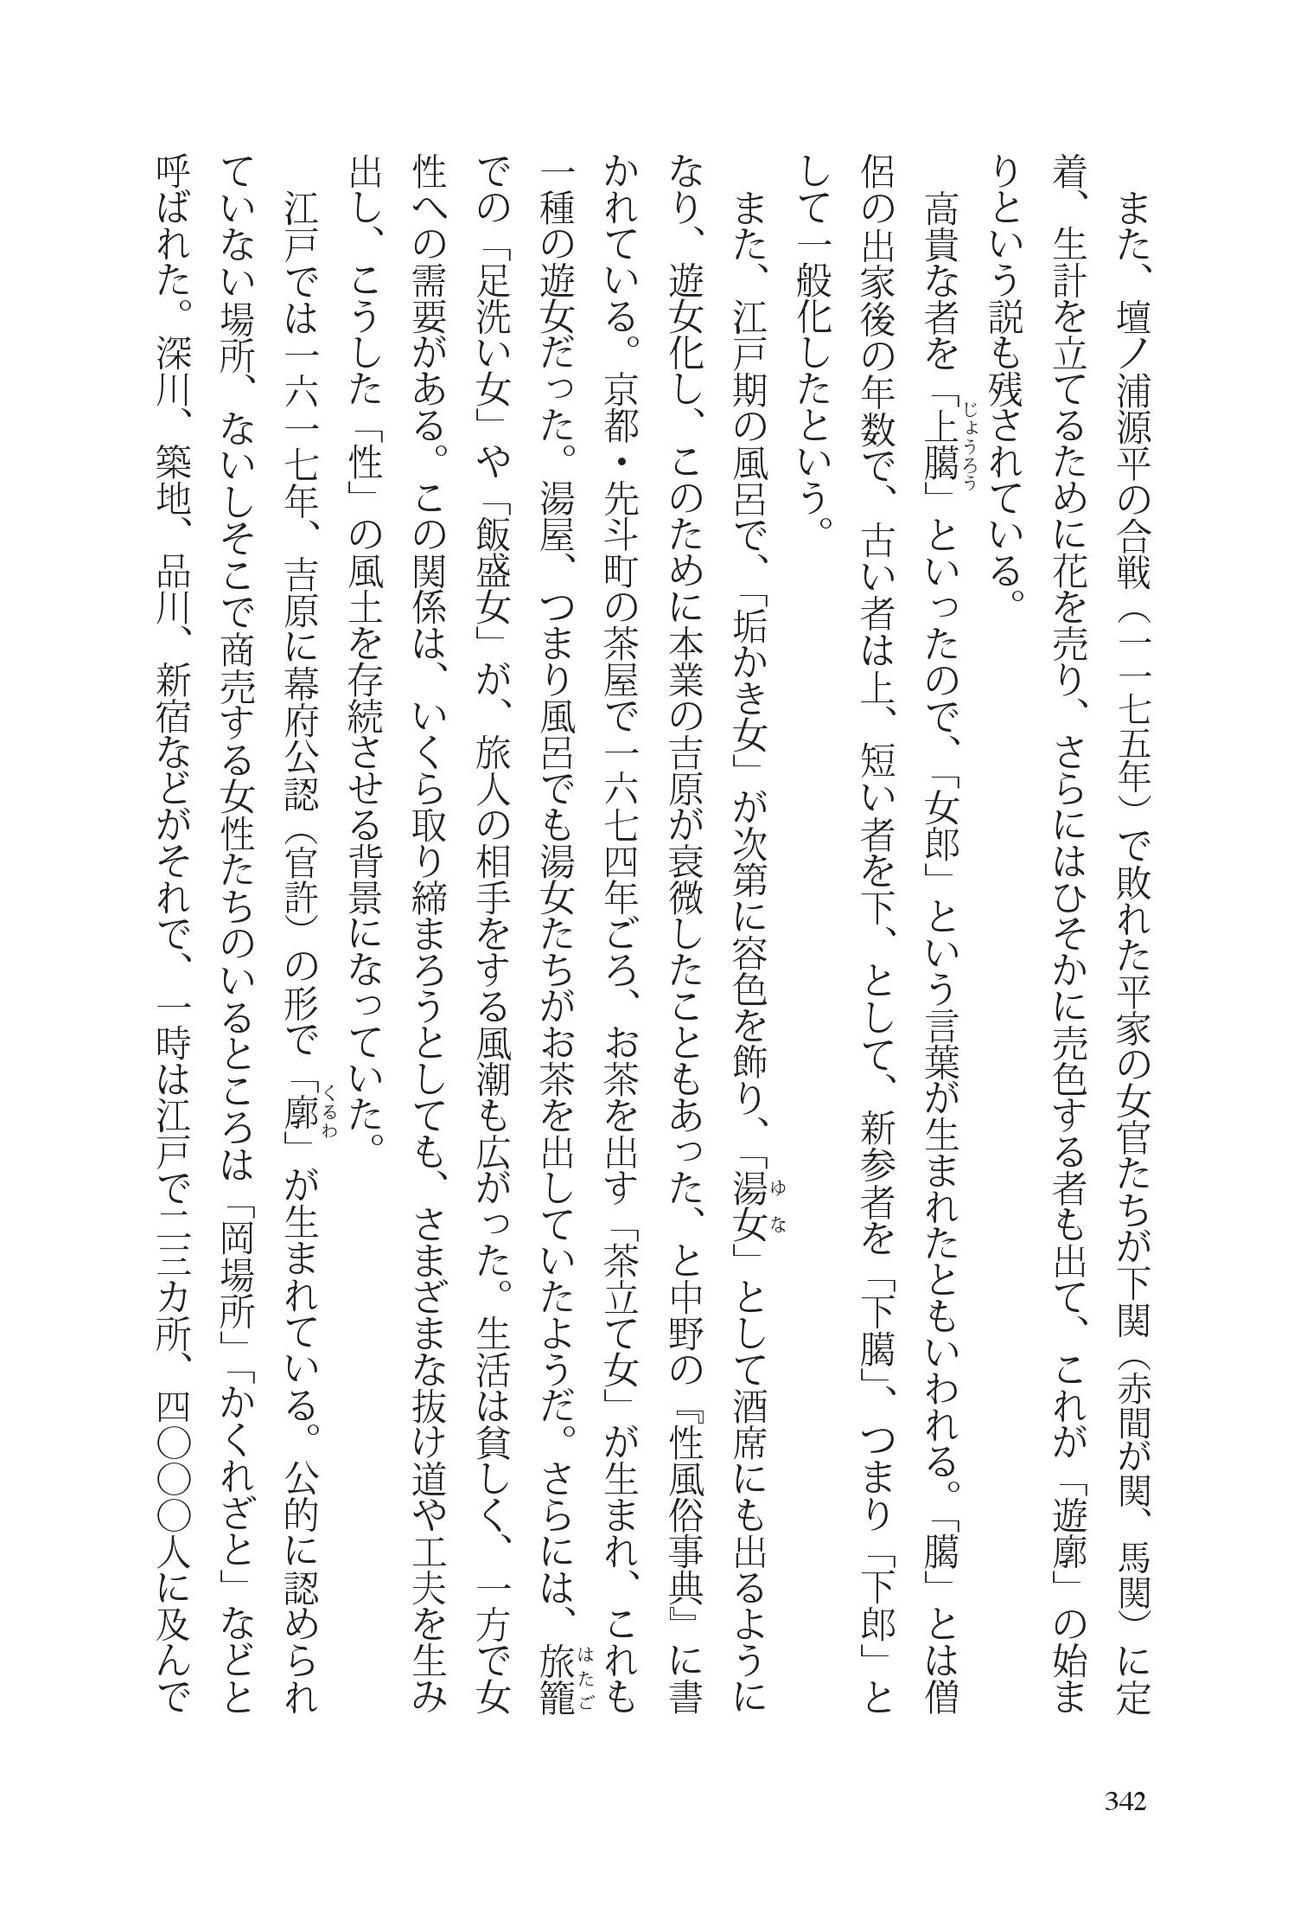 また、壇ノ浦源平の合戦（一一七五年）で敗れた平家の女官たちが下関（赤間が関、馬関）に定
着、生計を立てるために花を売り、さらにはひそかに売色する者も出て、これが「遊廓」の始ま
りという説も残されている。
高貴な者を「上臈」といったので、「女郎」という言葉が生まれたともいわれる。「臈」とは僧
じょうろう
侶の出家後の年数で、古い者は上、短い者を下、として、新参者を「下臈」、つまり「下郎」と
して一般化したという。
また、江戸期の風呂で、「垢かき女」が次第に容色を飾り、「湯女」として酒席にも出るように
ゆな
なり、遊女化し、このために本業の吉原が衰微したこともあった、と中野の『性風俗事典』に書
かれている。京都・先斗町の茶屋で一六七四年ごろ、お茶を出す「茶立て女」が生まれ、これも
一種の遊女だった。湯屋、つまり風呂でも湯女たちがお茶を出していたようだ。さらには、旅籠
はたご
での「足洗い女」や「飯盛女」が、旅人の相手をする風潮も広がった。生活は貧しく、一方で女
性への需要がある。この関係は、いくら取り締まろうとしても、さまざまな抜け道や工夫を生み
出し、こうした「性」の風土を存続させる背景になっていた。
江戸では一六一七年、吉原に幕府公認（官許）の形で「廓」が生まれている。公的に認められ
くるわ
ていない場所、ないしそこで商売する女性たちのいるところは「岡場所」「かくれざと」などと
呼ばれた。深川、築地、品川、新宿などがそれで、一時は江戸で二三カ所、四〇〇〇人に及んで
342